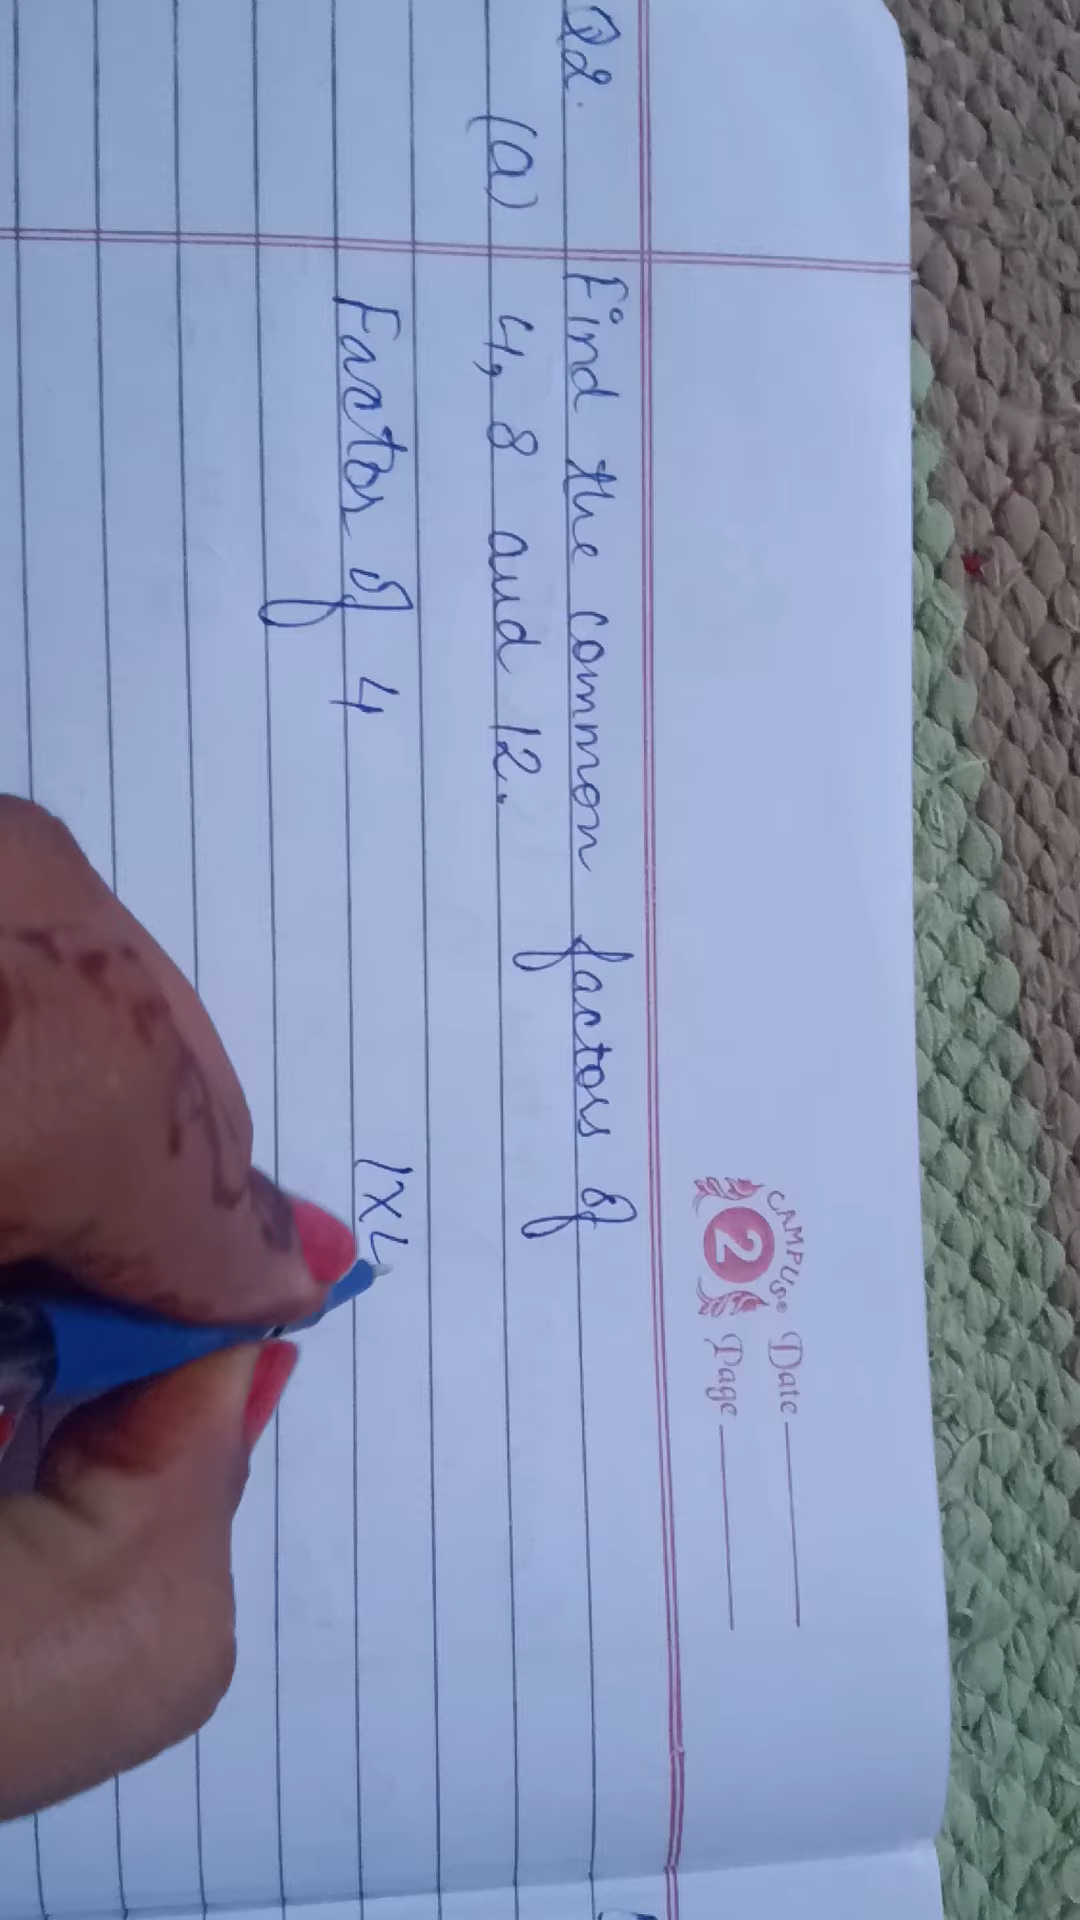 CAMPUS Date
2 Page
Q2. Find the common factors of
(a) 4, 8 and 12.
Factor of 4 1×4